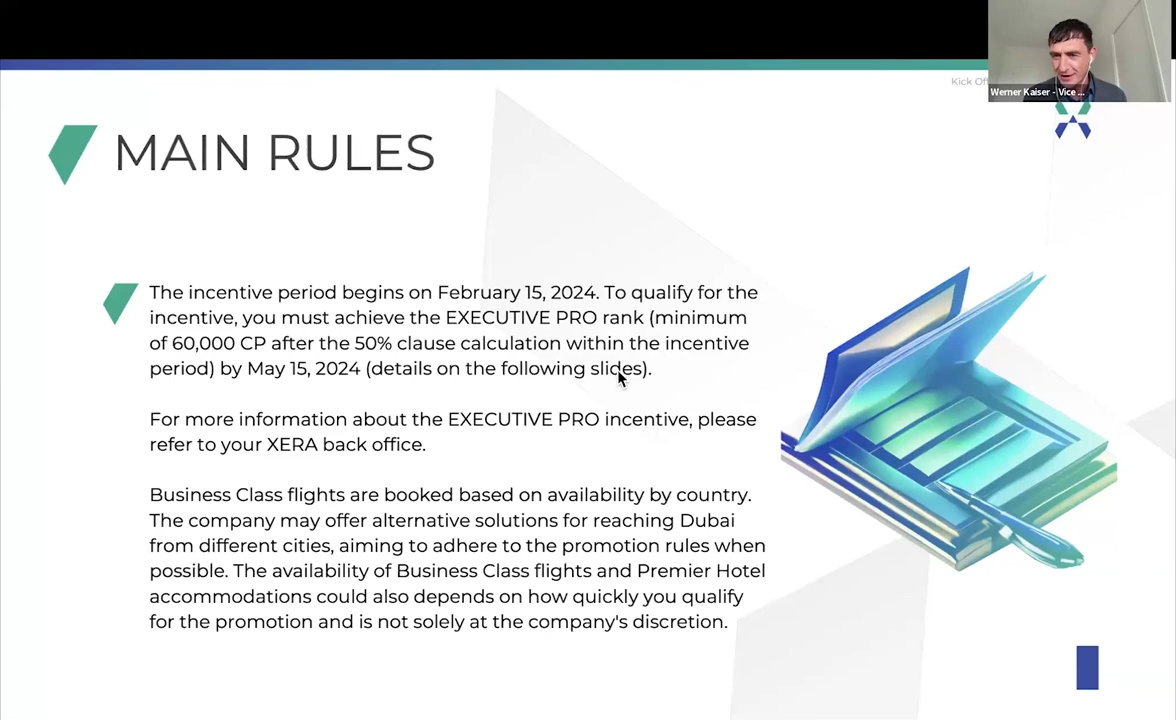 Kick Of
Werner Kaiser - Vice ...
MAIN RULES
The incentive period begins on February 15, 2024. To qualify for the
incentive, you must achieve the EXECUTIVE PRO rank (minimum
of 60,000 CP after the 50% clause calculation within the incentive
period) by May 15, 2024 (details on the following slides).
For more information about the EXECUTIVE PRO incentive, please
refer to your XERA back office.
Business Class flights are booked based on availability by country.
The company may offer alternative solutions for reaching Dubai
from different cities, aiming to adhere to the promotion rules when
possible. The availability of Business Class flights and Premier Hotel
accommodations could also depends on how quickly you qualify
for the promotion and is not solely at the company's discretion.